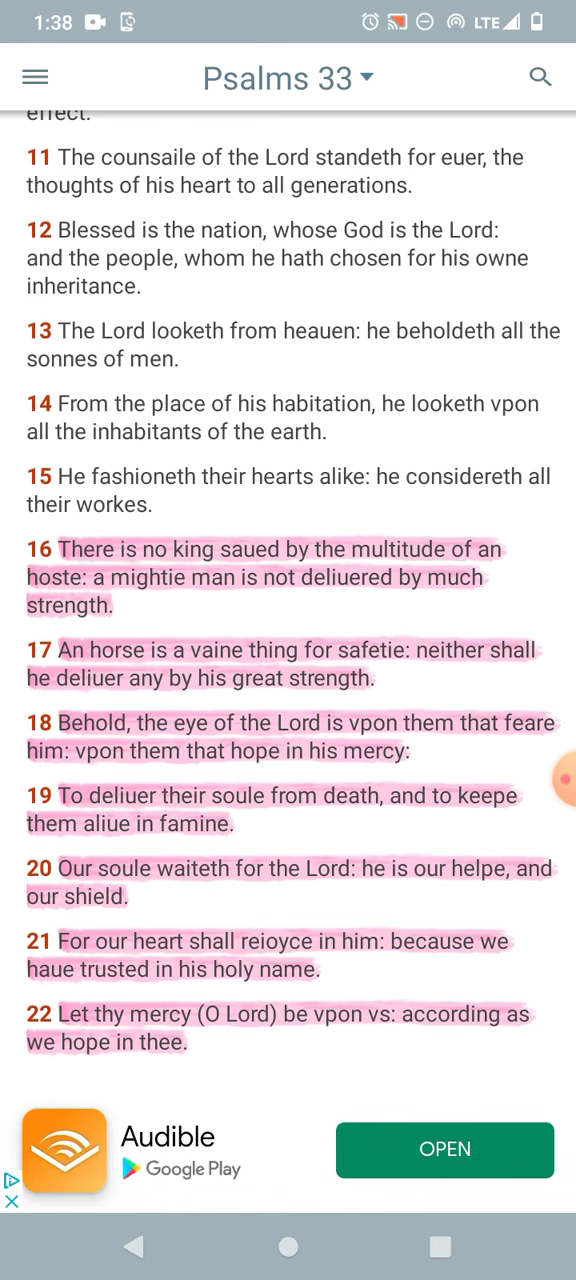 1:38
LTE
Psalms 33
effect.
11 The counsaile of the Lord standeth for euer, the
thoughts of his heart to all generations.
12 Blessed is the nation, whose God is the Lord:
and the people, whom he hath chosen for his owne
inheritance.
13 The Lord looketh from heauen: he beholdeth all the
sonnes of men.
14 From the place of his habitation, he looketh vpon
all the inhabitants of the earth.
15 He fashioneth their hearts alike: he considereth all
their workes.
16 There is no king saued by the multitude of an
hoste: a mightie man is not deliuered by much
strength.
17 An horse is a vaine thing for safetie: neither shall
he deliuer any by his great strength.
18 Behold, the eye of the Lord is vpon them that feare
him: vpon them that hope in his mercy:
19 To deliuer their soule from death, and to keepe
them aliue in famine.
20 Our soule waiteth for the Lord: he is our helpe, and
our shield.
21 For our heart shall reioyce in him: because we
haue trusted in his holy name.
22 Let thy mercy (O Lord) be vpon vs: according as
we hope in thee.
Audible
Google Play
OPEN